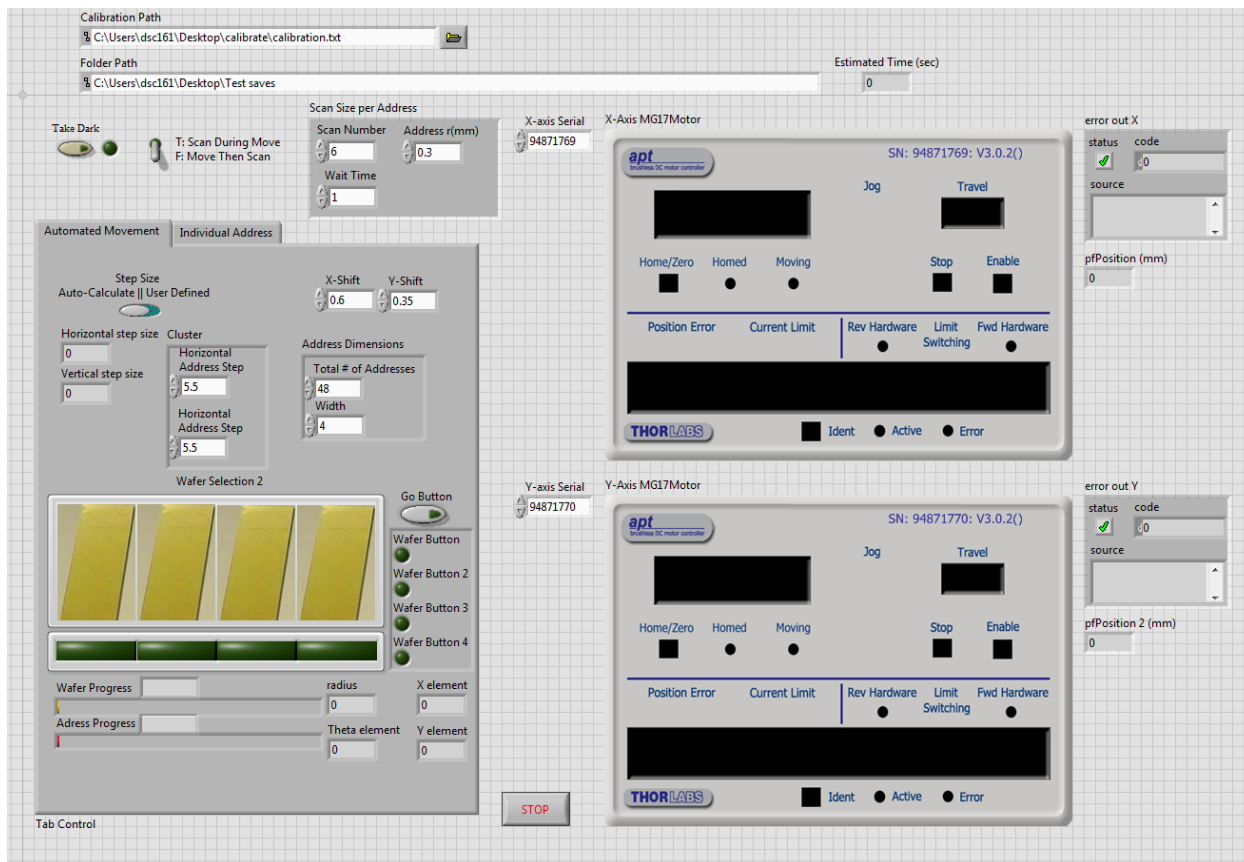 Calibration Path
C:\Users\dsc161\Desktop\calibrate\calibration.txt
Folder Path
C:\Users\dsc161\Desktop\Test saves
Estimated Time (sec)
0
Take Dark
T: Scan During Move
F: Move Then Scan
Scan Size per Address
Scan Number
6
Address r(mm)
0.3
Wait Time
1
X-axis Serial
94871769
X-Axis MG17Motor
apt
brushless DC motor controller
SN: 94871769: V3.0.2()
Jog
Travel
Home/Zero
Homed
Moving
Stop
Enable
Position Error
Current Limit
Rev Hardware
Limit
Switching
Fwd Hardware
THORLABS
Ident
Active
Error
error out X
status
code
0
source
pfPosition (mm)
0
Automated Movement
Individual Address
Step Size
Auto-Calculate || User Defined
X-Shift
0.6
Y-Shift
0.35
Horizontal step size
0
Vertical step size
0
Cluster
Horizontal
Address Step
5.5
Horizontal
Address Step
5.5
Address Dimensions
Total # of Addresses
48
Width
4
Wafer Selection 2
Go Button
Wafer Button
Wafer Button 2
Wafer Button 3
Wafer Button 4
Wafer Progress
Adress Progress
radius
0
X element
0
Theta element
0
Y element
0
Tab Control
STOP
Y-axis Serial
94871770
Y-Axis MG17Motor
apt
brushless DC motor controller
SN: 94871770: V3.0.2()
Jog
Travel
Home/Zero
Homed
Moving
Stop
Enable
Position Error
Current Limit
Rev Hardware
Limit
Switching
Fwd Hardware
THORLABS
Ident
Active
Error
error out Y
status
code
0
source
pfPosition 2 (mm)
0